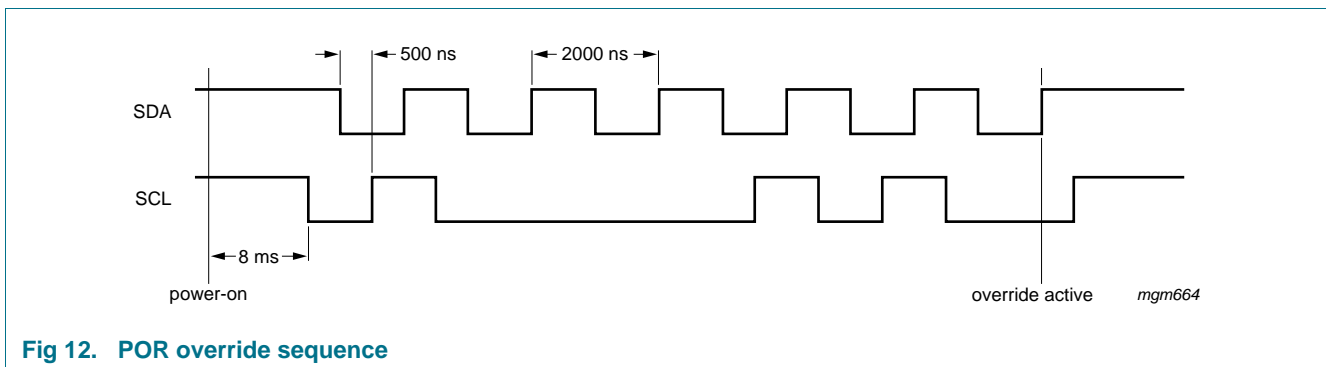 500 ns
2000 ns
SDA
SCL
8 ms
power-on
override active
mgm664
Fig 12. POR override sequence